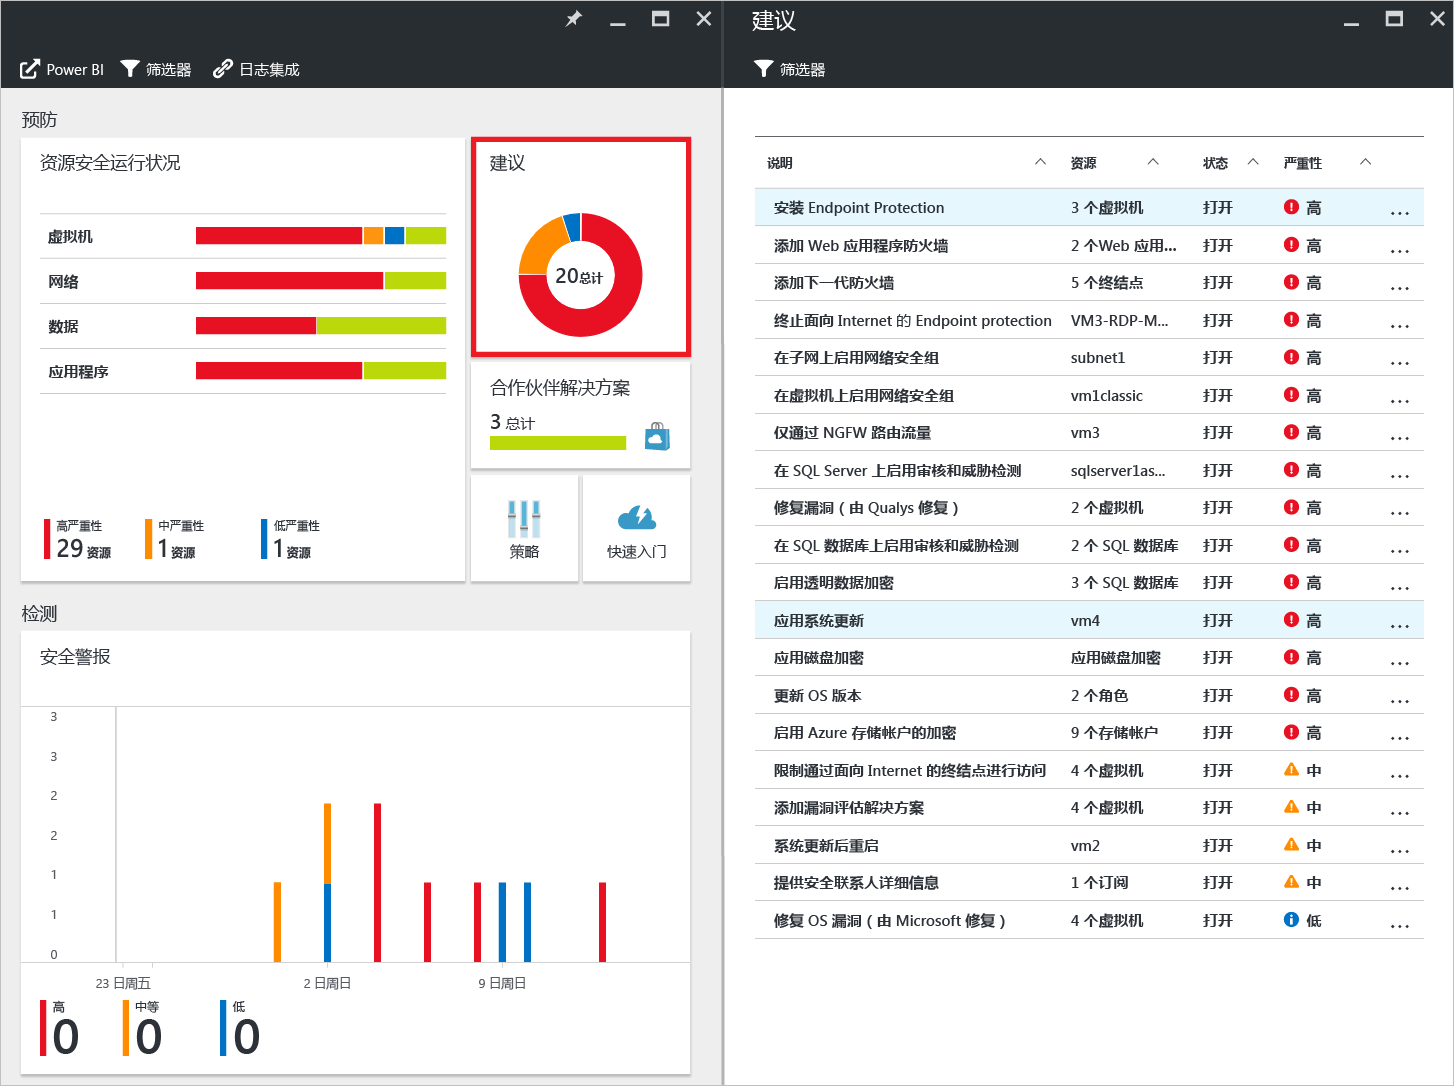 Power BI
筛选器
日志集成
预防
资源安全运行状况
虚拟机
网络
数据
应用程序
高严重性
29 资源
中严重性
1 资源
低严重性
1 资源
建议
20总计
合作伙伴解决方案
3 总计
策略
快速入门
检测
安全警报
3
3
2
2
1
1
0
23 日周五
2 日周日
9 日周日
高
0
中等
0
低
0
建议
筛选器
说明 资源 状态 严重性
安装 Endpoint Protection 3 个虚拟机 打开 高 ...
添加 Web 应用程序防火墙 2 个Web 应用... 打开 高 ...
添加下一代防火墙 5 个终结点 打开 高 ...
终止面向 Internet 的 Endpoint protection VM3-RDP-M... 打开 高 ...
在子网上启用网络安全组 subnet1 打开 高 ...
在虚拟机上启用网络安全组 vm1classic 打开 高 ...
仅通过 NGFW 路由流量 vm3 打开 高 ...
在 SQL Server 上启用审核和威胁检测 sqlserver1as... 打开 高 ...
修复漏洞（由 Qualys 修复） 2 个虚拟机 打开 高 ...
在 SQL 数据库上启用审核和威胁检测 2 个 SQL 数据库 打开 高 ...
启用透明数据加密 3 个 SQL 数据库 打开 高 ...
应用系统更新 vm4 打开 高 ...
应用磁盘加密 应用磁盘加密 打开 高 ...
更新 OS 版本 2 个角色 打开 高 ...
启用 Azure 存储帐户的加密 9 个存储帐户 打开 高 ...
限制通过面向 Internet 的终结点进行访问 4 个虚拟机 打开 中 ...
添加漏洞评估解决方案 4 个虚拟机 打开 中 ...
系统更新后重启 vm2 打开 中 ...
提供安全联系人详细信息 1 个订阅 打开 中 ...
修复 OS 漏洞（由 Microsoft 修复） 4 个虚拟机 打开 低 ...